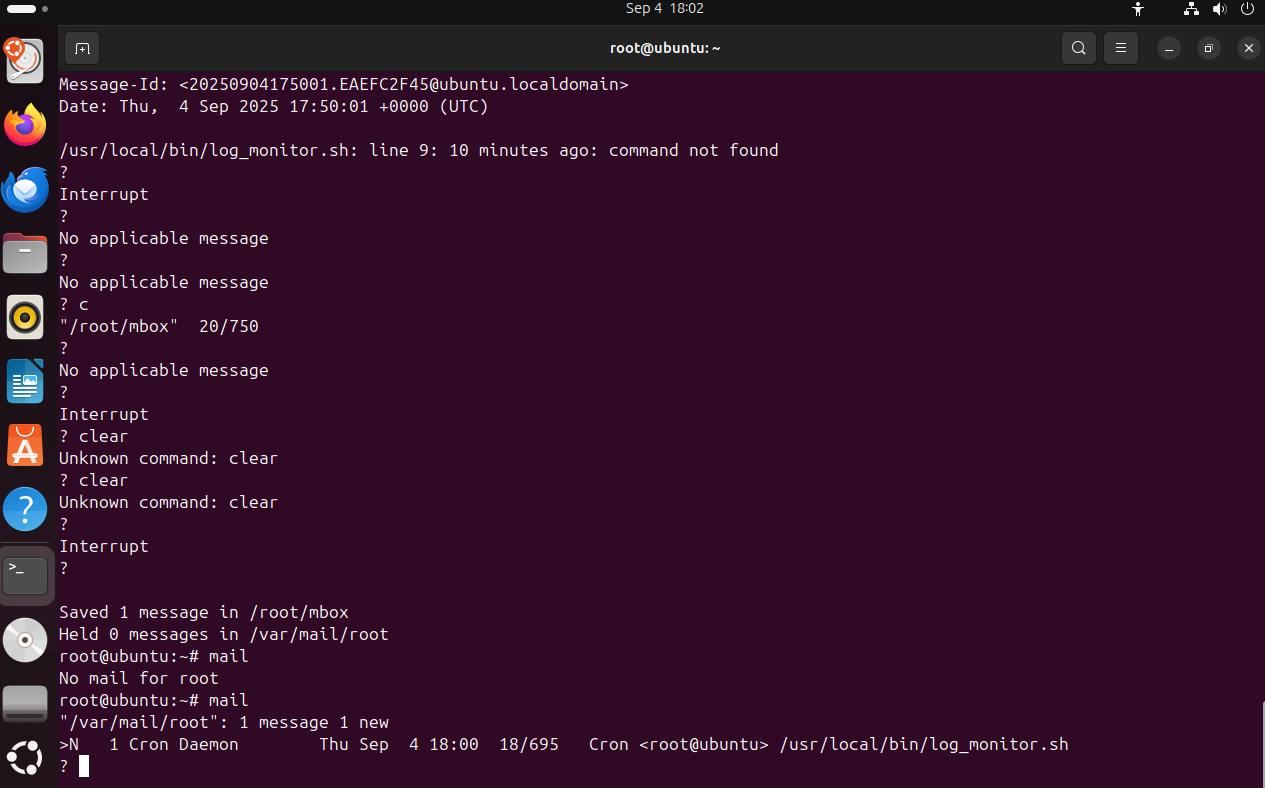 Sep 4 18:02
root@ubuntu: ~
Message-Id: <20250904175001.EAEFC2F45@ubuntu.localdomain>
Date: Thu,  4 Sep 2025 17:50:01 +0000 (UTC)
/usr/local/bin/log_monitor.sh: line 9: 10 minutes ago: command not found
?
Interrupt
?
No applicable message
?
No applicable message
? c
"/root/mbox"  20/750
?
No applicable message
?
Interrupt
? clear
Unknown command: clear
? clear
Unknown command: clear
?
Interrupt
?
Saved 1 message in /root/mbox
Held 0 messages in /var/mail/root
root@ubuntu:~# mail
No mail for root
root@ubuntu:~# mail
"/var/mail/root": 1 message 1 new
>N   1 Cron Daemon        Thu Sep  4 18:00  18/695   Cron <root@ubuntu> /usr/local/bin/log_monitor.sh
?